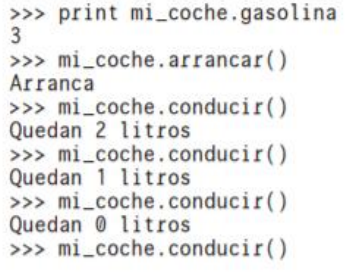 >>> print mi_coche.gasolina
3
>>> mi_coche.arrancar()
Arranca
>>> mi_coche.conducir()
Quedan 2 litros
>>> mi_coche.conducir()
Quedan 1 litros
>>> mi_coche.conducir()
Quedan 0 litros
>>> mi_coche.conducir()